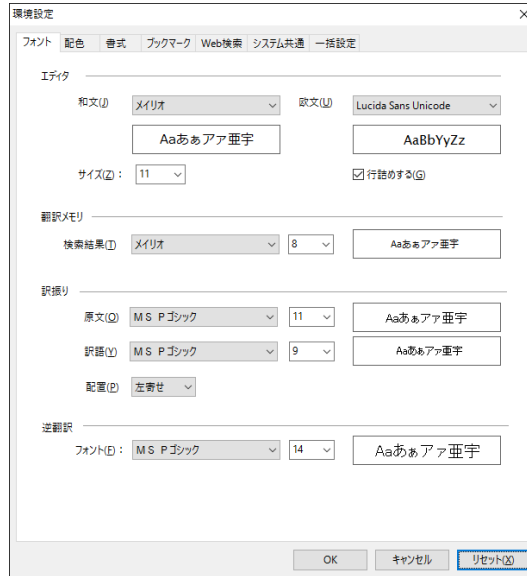 環境設定
フォント 配色 書式 ブックマーク Web検索 システム共通 一括設定
エディタ
和文(J) メイリオ 欧文(U) Lucida Sans Unicode
Aaあぁアァ亜宇 AaBbYyZz
サイズ(Z)： 11 行詰めする(G)
翻訳メモリ
検索結果(T) メイリオ 8 Aaあぁアァ亜宇
訳振り
原文(O) ＭＳ Ｐゴシック 11 Aaあぁアァ亜宇
訳語(Y) ＭＳ Ｐゴシック 9 Aaあぁアァ亜宇
配置(P) 左寄せ
逆翻訳
フォント(F)： ＭＳ Ｐゴシック 14 Aaあぁアァ亜宇
OK キャンセル リセット(X)